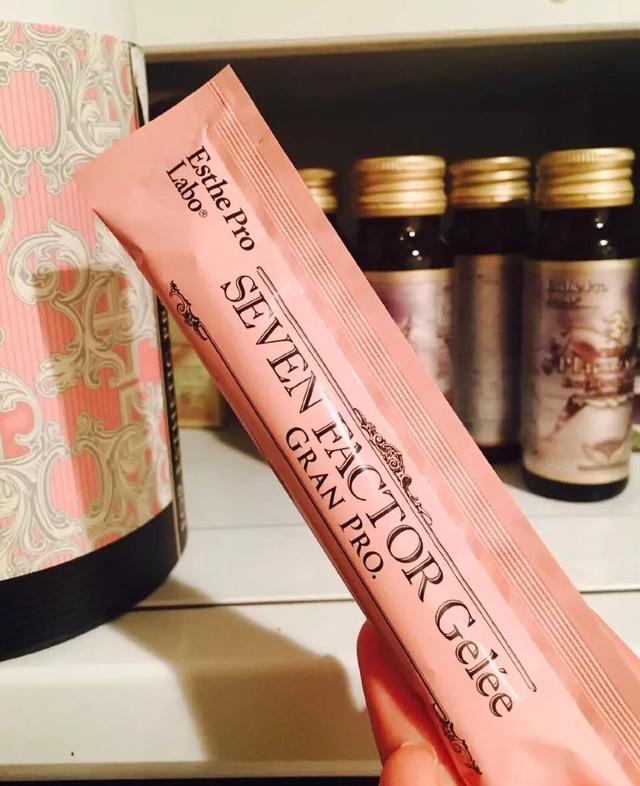 Esthe Pro
Labo®
SEVEN FACTOR Gelée
GRAN PRO.